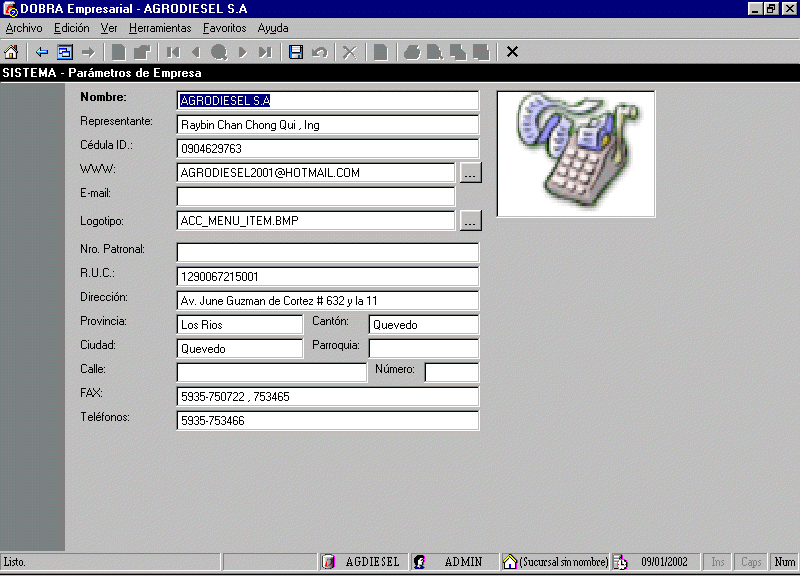 DOBRA Empresarial - AGRODIESEL S.A
Archivo Edición Ver Herramientas Favoritos Ayuda
SISTEMA - Parámetros de Empresa
Nombre: AGRODIESEL S.A
Representante: Raybin Chan Chong Qui , Ing
Cédula ID.: 0904629763
WWW: AGRODIESEL2001@HOTMAIL.COM ...
E-mail:
Logotipo: ACC_MENU_ITEM.BMP ...
Nro. Patronal:
R.U.C.: 1290067215001
Dirección: Av. June Guzman de Cortez # 632 y la 11
Provincia: Los Rios Cantón: Quevedo
Ciudad: Quevedo Parroquia:
Calle: Número:
FAX: 5935-750722 , 753465
Teléfonos: 5935-753466
Listo. AGDIESEL ADMIN (Sucursal sin nombre) 09/01/2002 Ins Caps Num